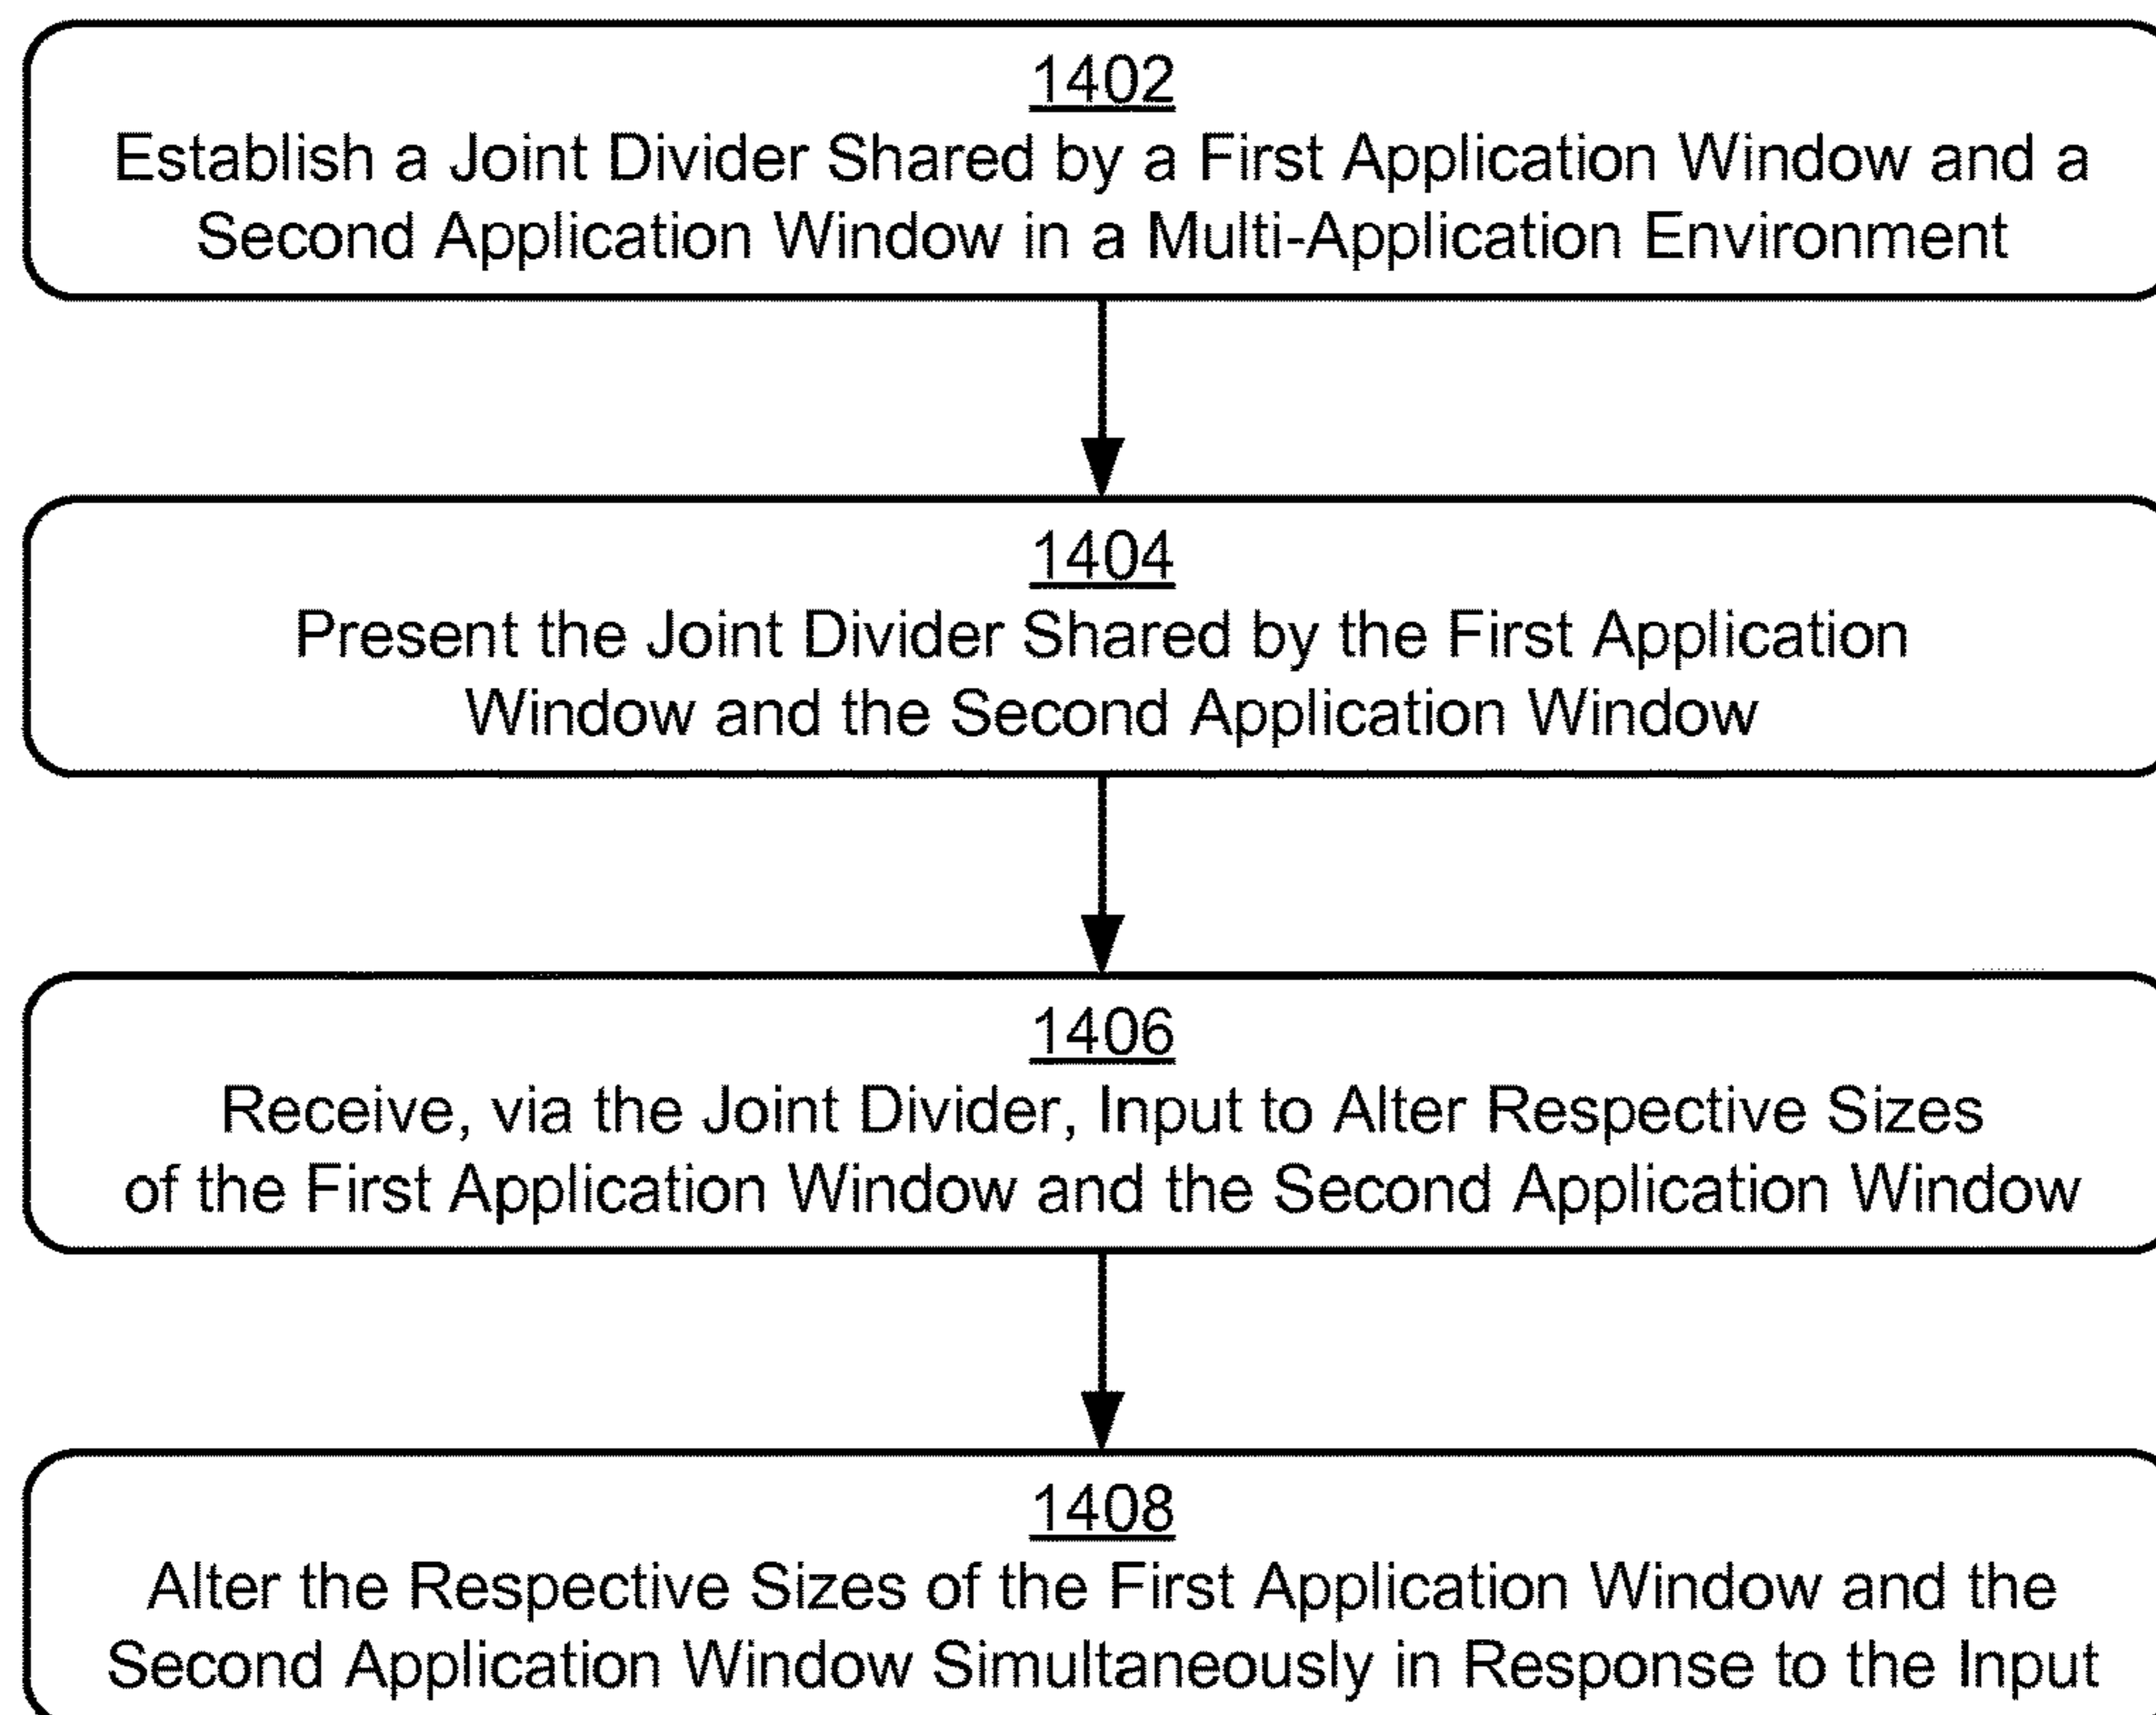 1402
Establish a Joint Divider Shared by a First Application Window and a
Second Application Window in a Multi-Application Environment
1404
Present the Joint Divider Shared by the First Application
Window and the Second Application Window
1406
Receive, via the Joint Divider, Input to Alter Respective Sizes
of the First Application Window and the Second Application Window
1408
Alter the Respective Sizes of the First Application Window and the
Second Application Window Simultaneously in Response to the Input